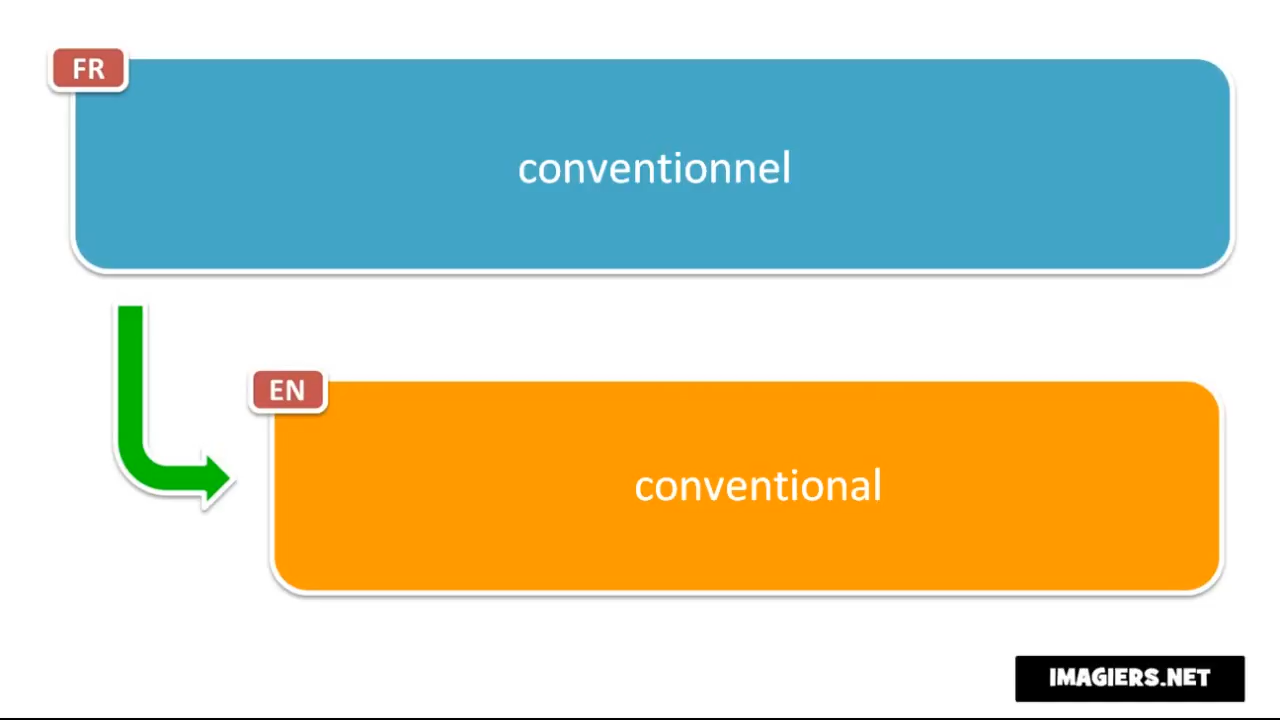 FR
conventionnel
EN
conventional
IMAGIERS.NET